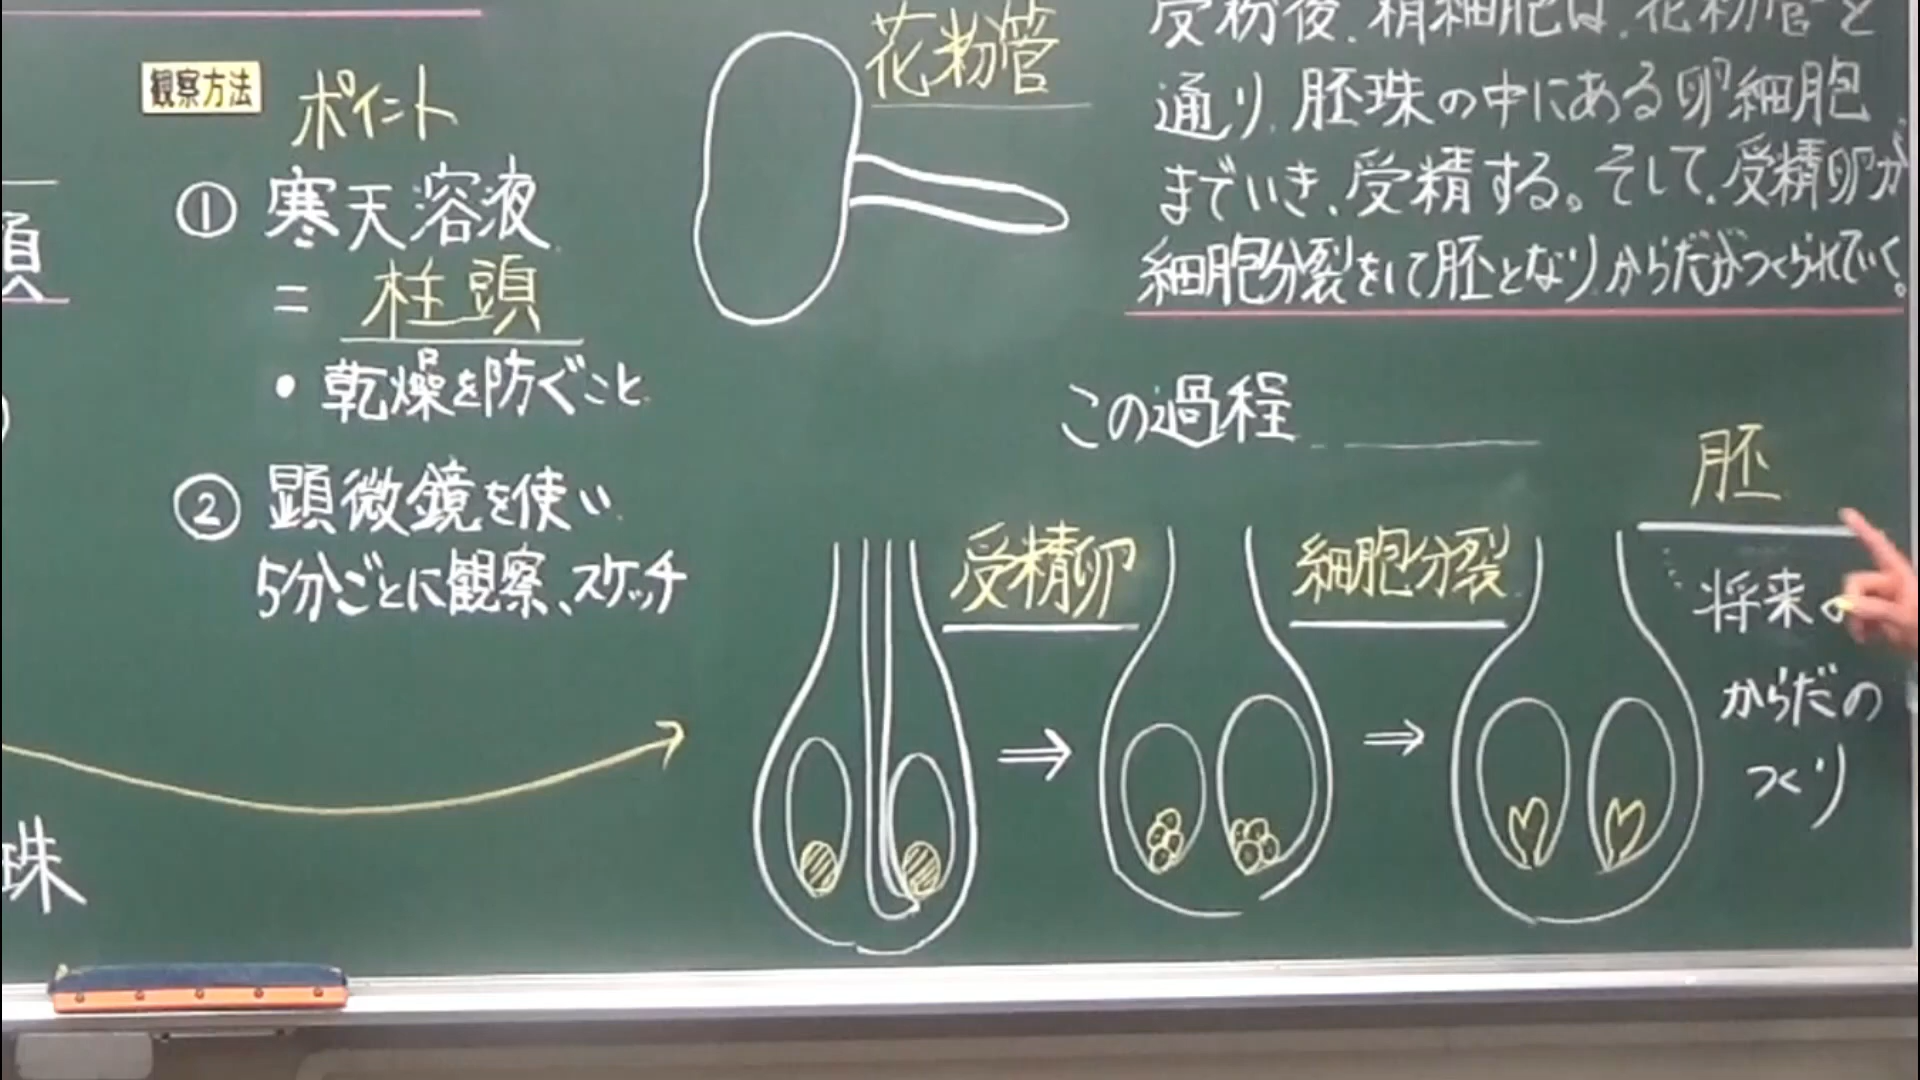 観察方法 ポイント
① 寒天溶液
= 柱頭
・乾燥を防ぐこと
② 顕微鏡を使い
5分ごとに観察、スケッチ
珠
花粉管
受粉後、精細胞は、花粉管を
通り、胚珠の中にある卵細胞
までいき、受精する。そして、受精卵が
細胞分裂をして胚となりからだがつくられていく。
この過程
受精卵
細胞分裂
胚
将来の
からだの
つくり